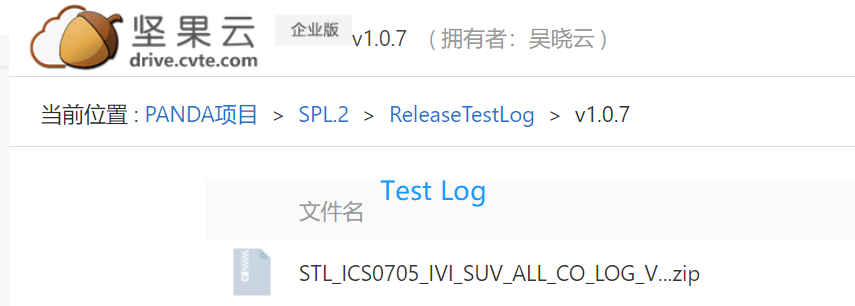 坚果云
drive.cvte.com
企业版
v1.0.7 （拥有者：吴晓云）
当前位置 : PANDA项目 > SPL.2 > ReleaseTestLog > v1.0.7
Test Log
文件名
STL_ICS0705_IVI_SUV_ALL_CO_LOG_V...zip